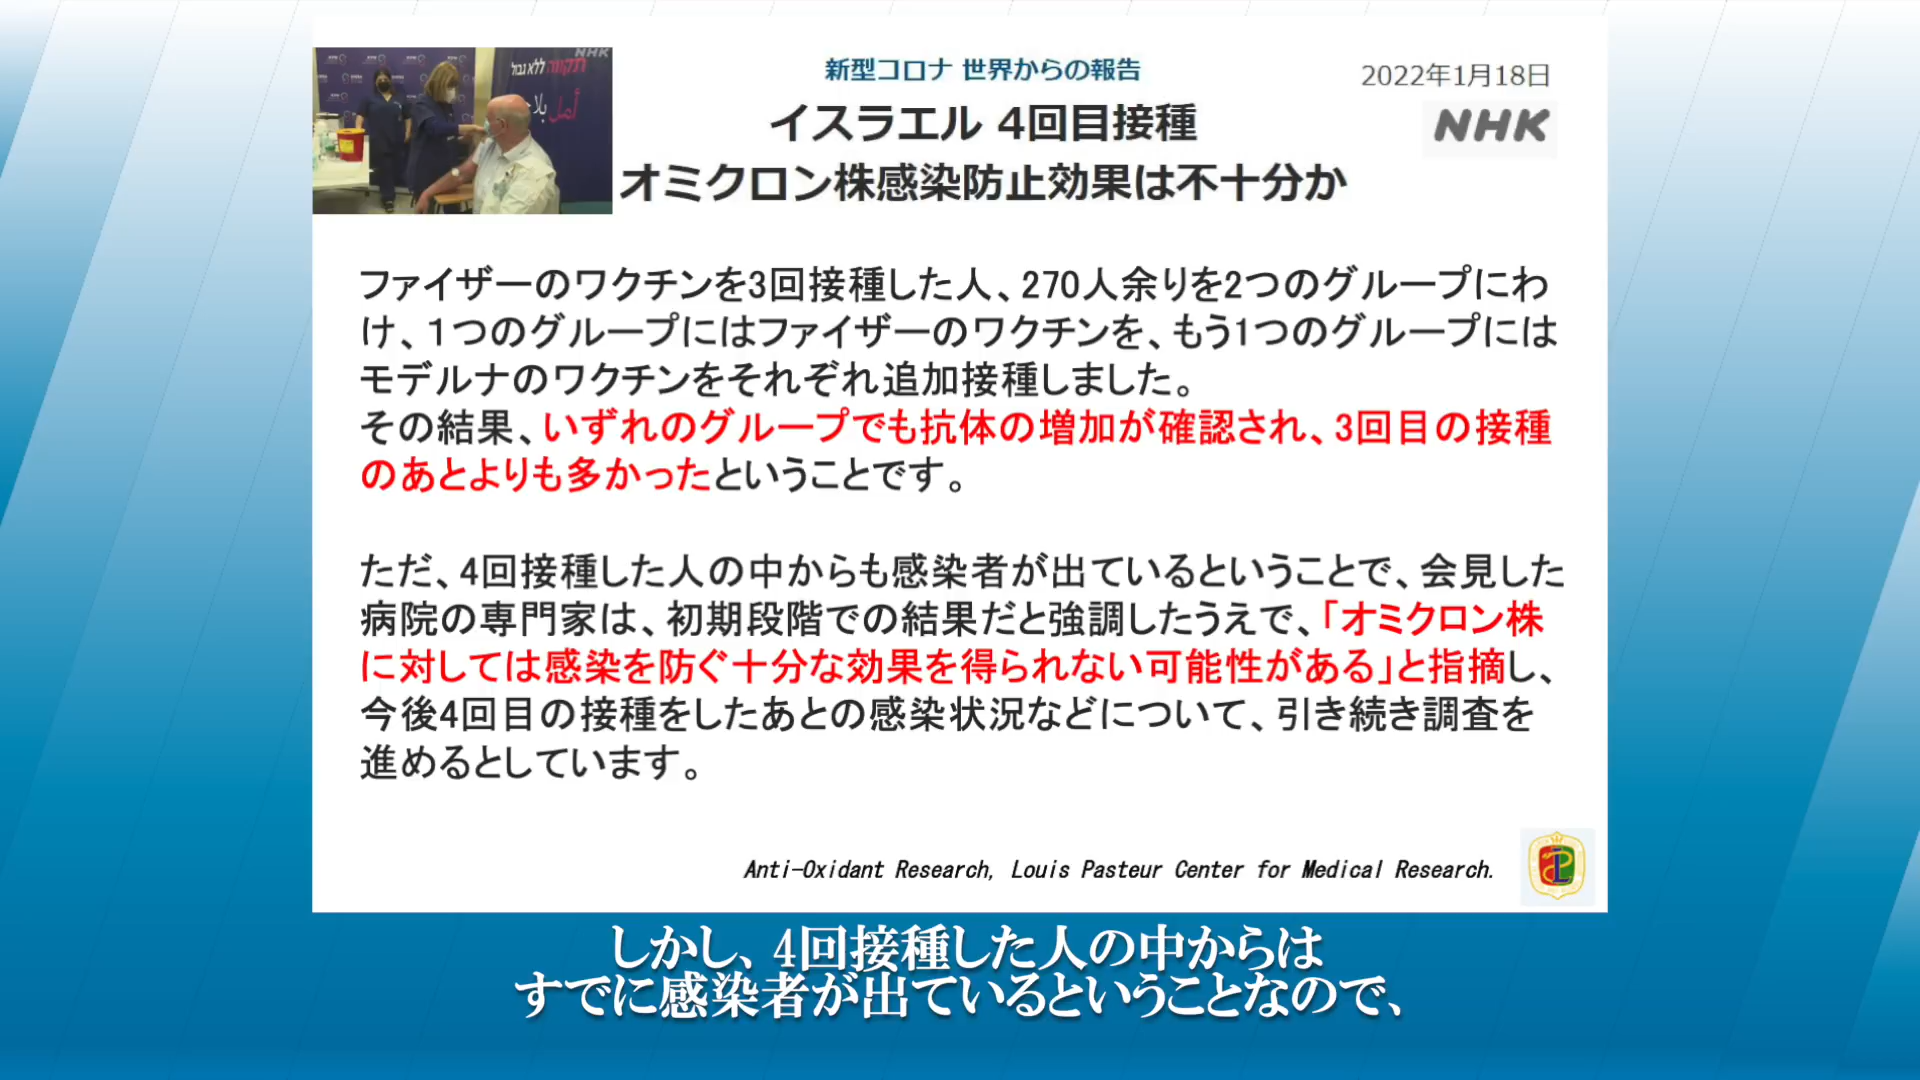 NHK
תקווה ללא גבול
新型コロナ 世界からの報告
2022年1月18日
イスラエル 4回目接種
NHK
オミクロン株感染防止効果は不十分か
ファイザーのワクチンを3回接種した人、270人余りを2つのグループにわ
け、1つのグループにはファイザーのワクチンを、もう1つのグループには
モデルナのワクチンをそれぞれ追加接種しました。
その結果、いずれのグループでも抗体の増加が確認され、3回目の接種
のあとよりも多かったということです。
ただ、4回接種した人の中からも感染者が出ているということで、会見した
病院の専門家は、初期段階での結果だと強調したうえで、「オミクロン株
に対しては感染を防ぐ十分な効果を得られない可能性がある」と指摘し、
今後4回目の接種をしたあとの感染状況などについて、引き続き調査を
進めるとしています。
Anti-Oxidant Research, Louis Pasteur Center for Medical Research.
しかし、4回接種した人の中からは
すでに感染者が出ているということなので、